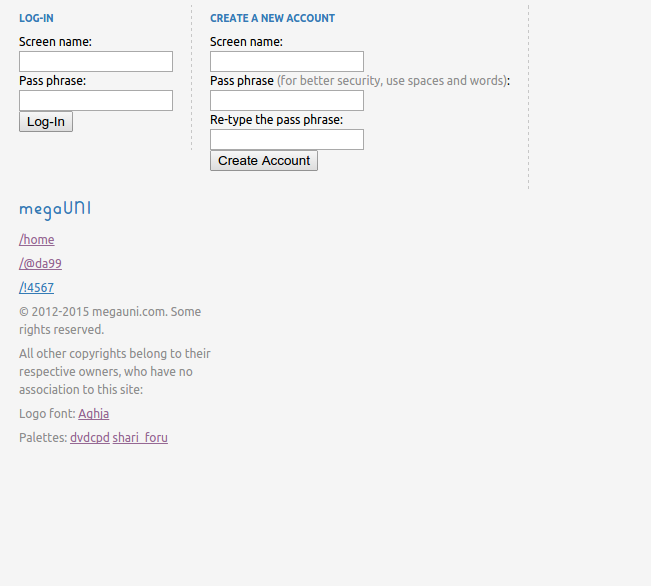 LOG-IN
Screen name:
Pass phrase:
Log-In
CREATE A NEW ACCOUNT
Screen name:
Pass phrase (for better security, use spaces and words):
Re-type the pass phrase:
Create Account
megaUNI
/home
/@da99
/!4567
© 2012-2015 megauni.com. Some
rights reserved.
All other copyrights belong to their
respective owners, who have no
association to this site:
Logo font: Aghja
Palettes: dvdcpd shari_foru